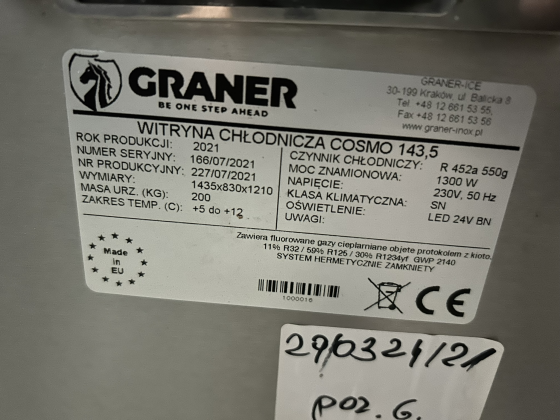 GRANER
BE ONE STEP AHEAD
GRANER-ICE
30-199 Kraków, ul. Balicka 8
Tel +48 12 661 53 55,
Fax +48 12 661 53 56
www.graner-inox.pl
WITRYNA CHŁODNICZA COSMO 143,5
ROK PRODUKCJI: 2021
NUMER SERYJNY: 166/07/2021
NR PRODUKCYJNY: 227/07/2021
WYMIARY: 1435x830x1210
MASA URZ. (KG): 200
ZAKRES TEMP. (C): +5 do +12
CZYNNIK CHŁODNICZY: R 452a 550g
MOC ZNAMIONOWA: 1300 W
NAPIĘCIE: 230V, 50 Hz
KLASA KLIMATYCZNA: SN
OŚWIETLENIE: LED 24V BN
UWAGI:
Zawiera fluorowane gazy cieplarniane objęte protokołem z kioto.
11% R32 / 59% R125 / 30% R1234yf GWP 2140
SYSTEM HERMETYCZNIE ZAMKNIĘTY
Made
in
EU
1000016
CE
290321/21
poz. 6.